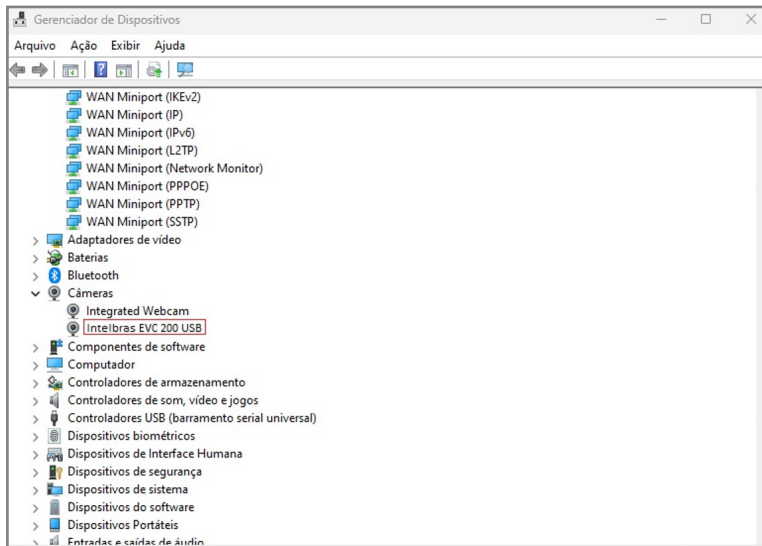 Gerenciador de Dispositivos
Arquivo Ação Exibir Ajuda
WAN Miniport (IKEv2)
WAN Miniport (IP)
WAN Miniport (IPv6)
WAN Miniport (L2TP)
WAN Miniport (Network Monitor)
WAN Miniport (PPPOE)
WAN Miniport (PPTP)
WAN Miniport (SSTP)
Adaptadores de vídeo
Baterias
Bluetooth
Câmeras
Integrated Webcam
Intelbras EVC 200 USB
Componentes de software
Computador
Controladores de armazenamento
Controladores de som, vídeo e jogos
Controladores USB (barramento serial universal)
Dispositivos biométricos
Dispositivos de Interface Humana
Dispositivos de segurança
Dispositivos de sistema
Dispositivos do software
Dispositivos Portáteis
Entradas e saídas de áudio